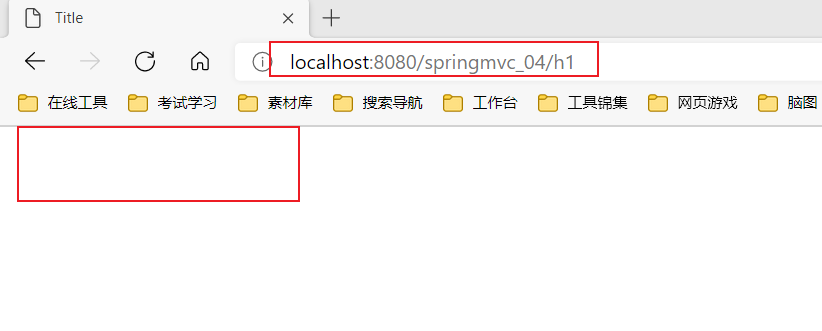 Title
localhost:8080/springmvc_04/h1
在线工具 考试学习 素材库 搜索导航 工作台 工具锦集 网页游戏 脑图